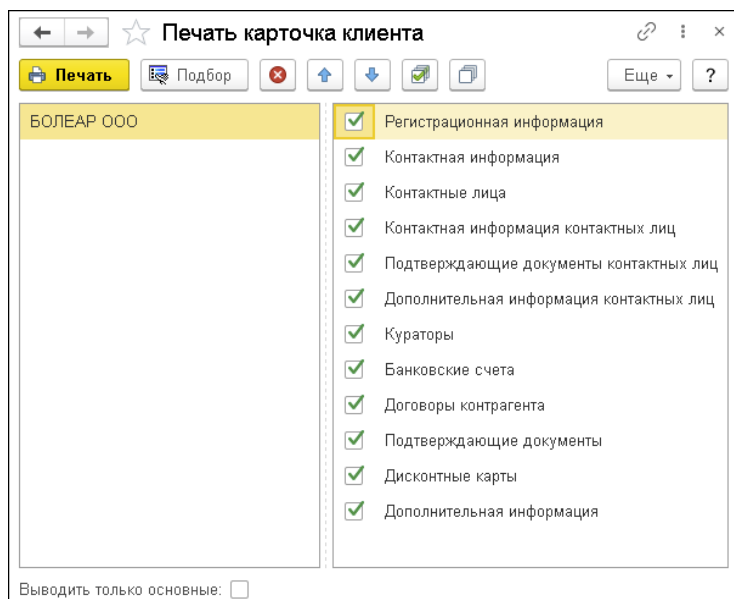 Печать карточка клиента
Печать Подбор Еще ?
БОЛЕАР ООО
Регистрационная информация
Контактная информация
Контактные лица
Контактная информация контактных лиц
Подтверждающие документы контактных лиц
Дополнительная информация контактных лиц
Кураторы
Банковские счета
Договоры контрагента
Подтверждающие документы
Дисконтные карты
Дополнительная информация
Выводить только основные: